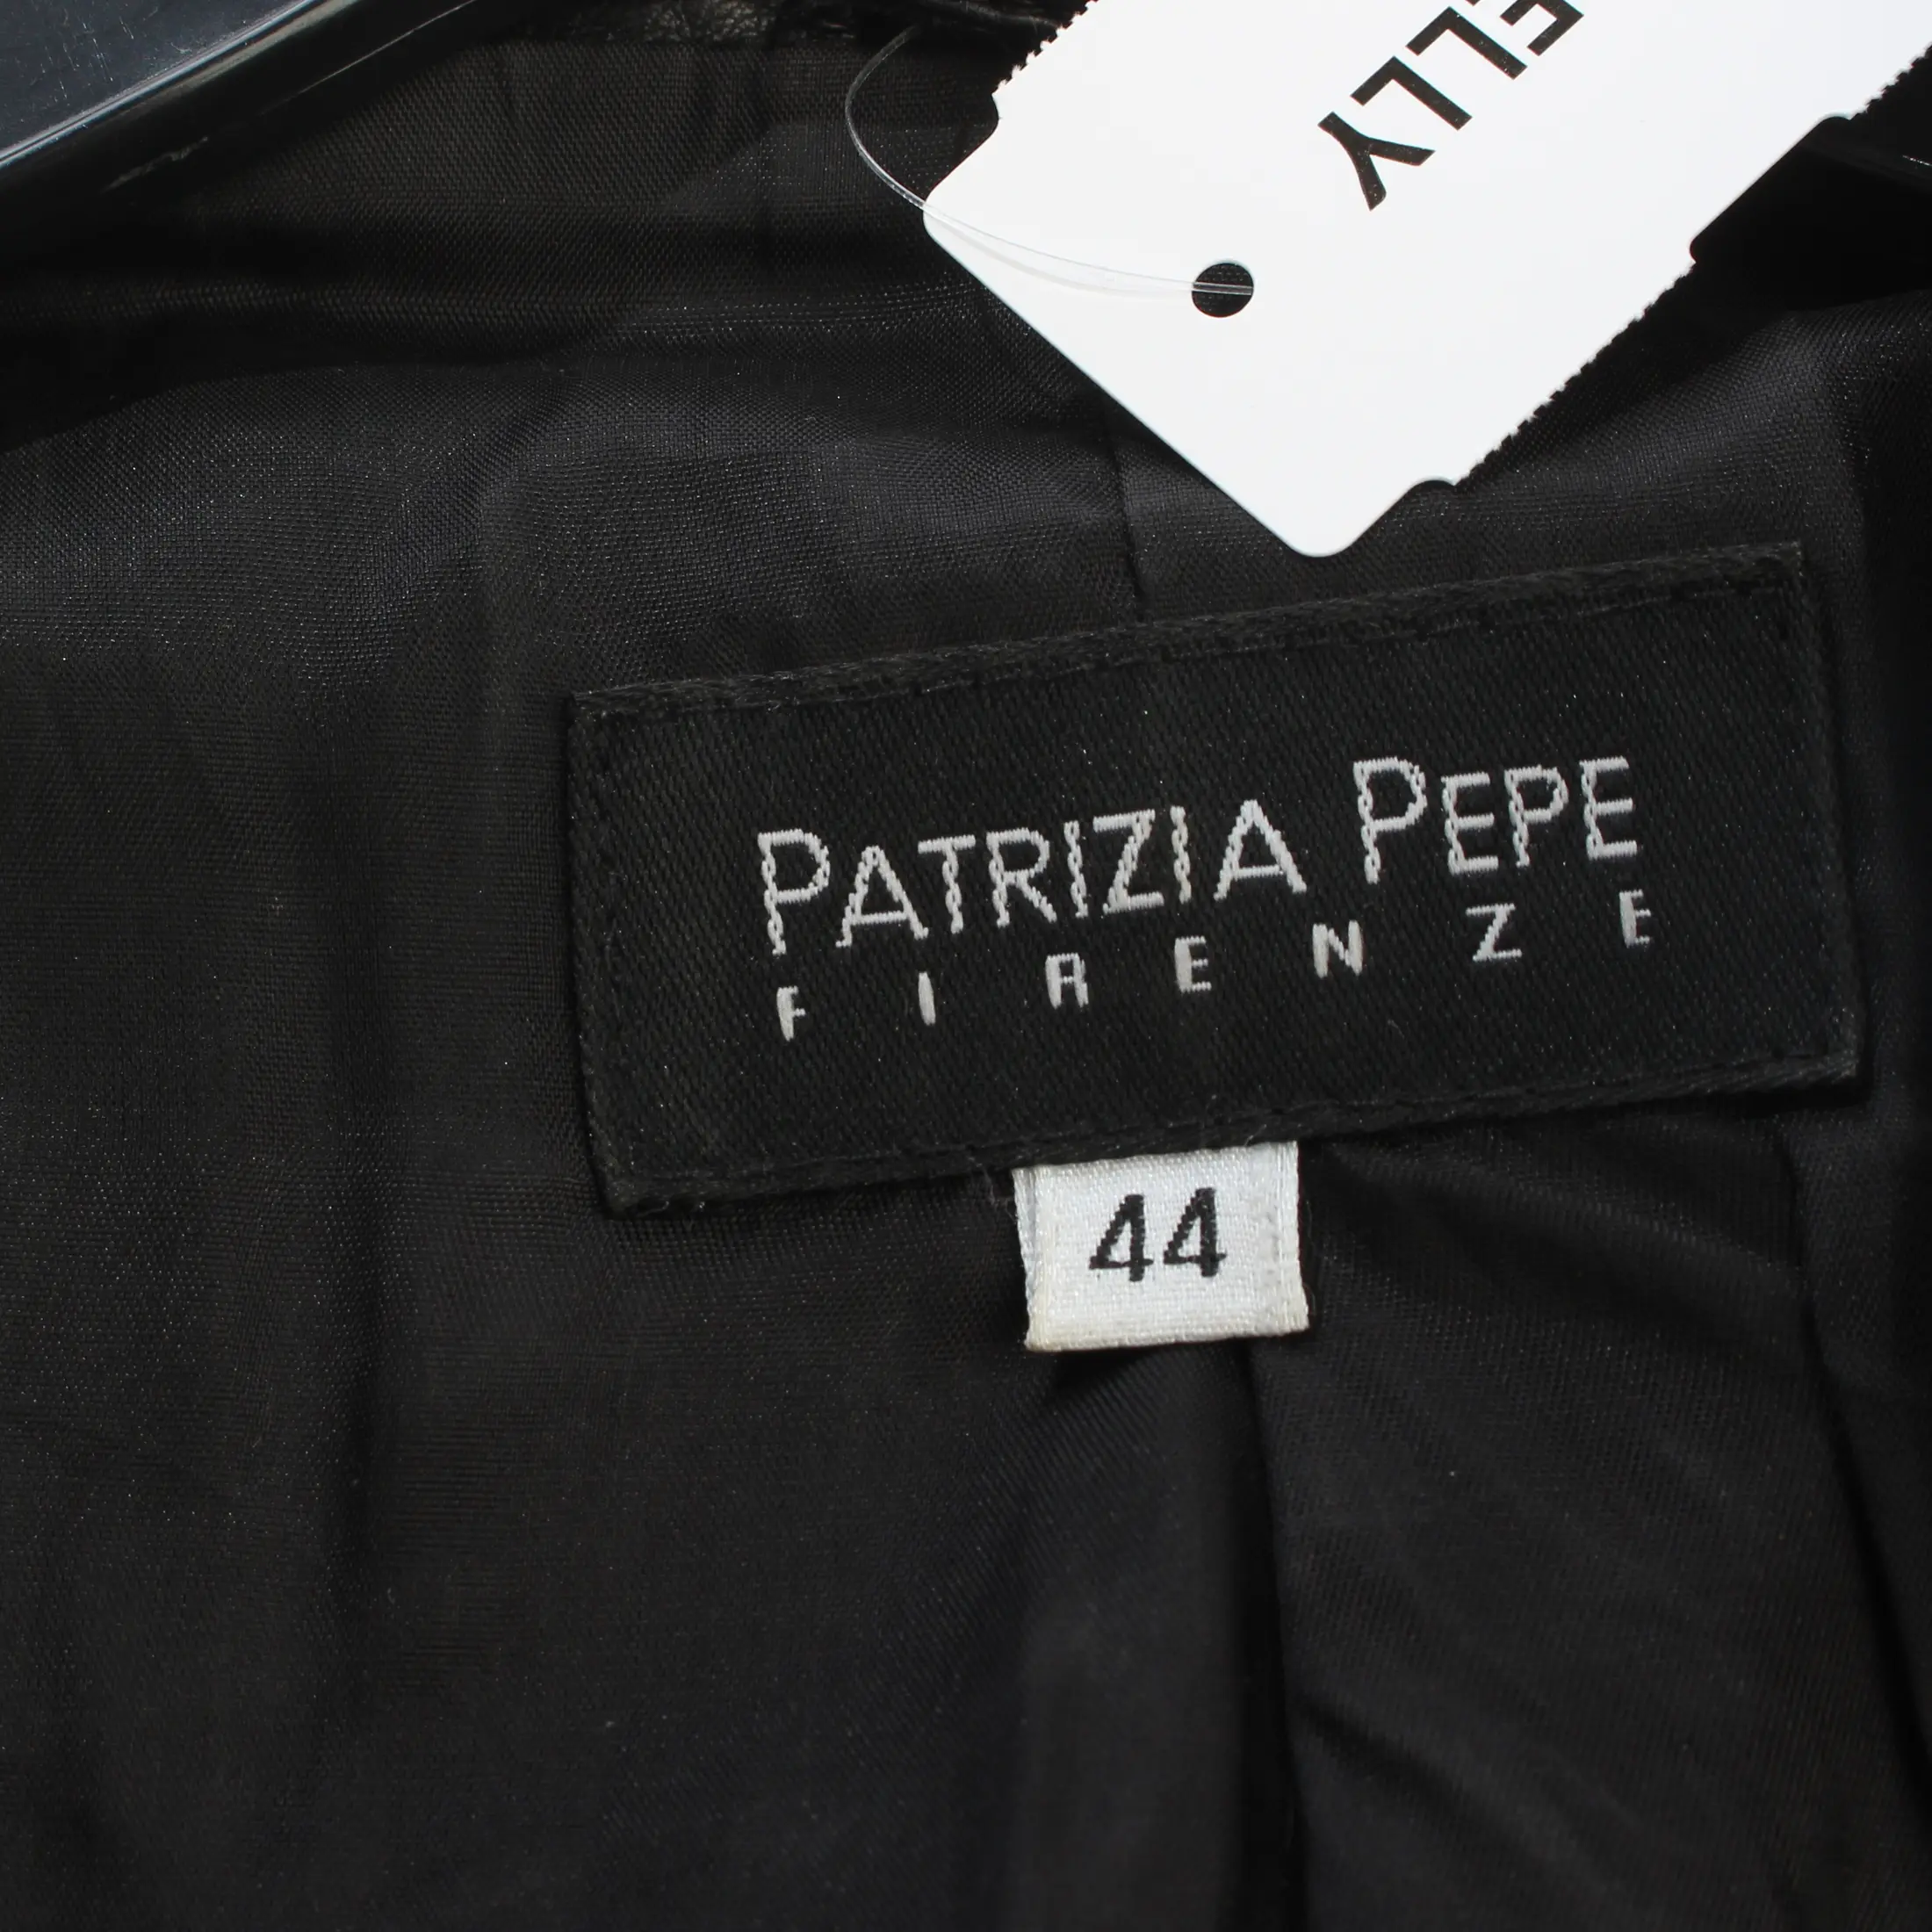 ELLY
PATRIZIA PEPE
FIRENZE
44